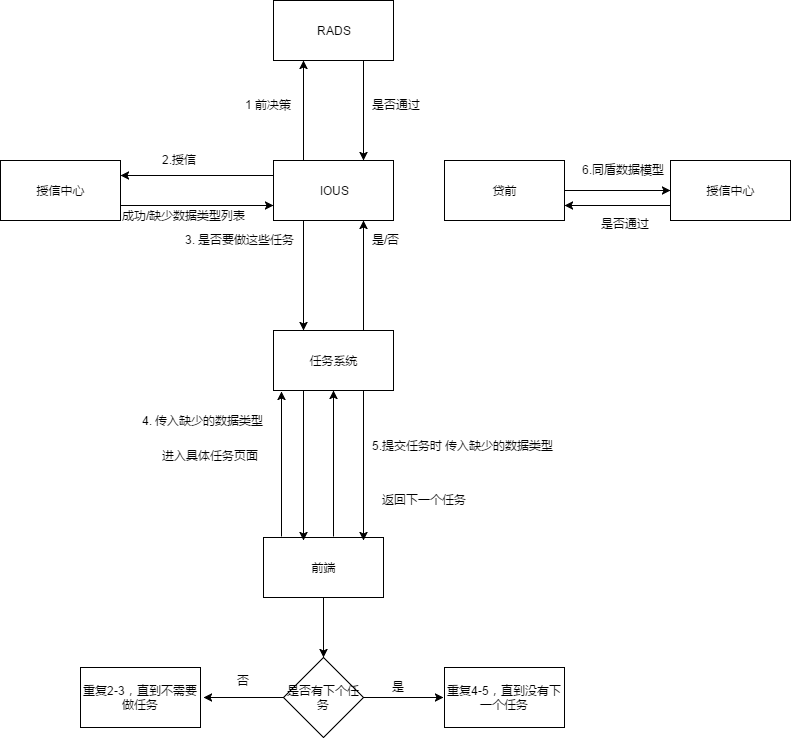 RADS
1 前决策
是否通过
2.授信
授信中心
IOUS
贷前
6.同盾数据模型
授信中心
成功/缺少数据类型列表
是否通过
3. 是否要做这些任务
是/否
任务系统
4. 传入缺少的数据类型
进入具体任务页面
5.提交任务时 传入缺少的数据类型
返回下一个任务
前端
否
是
重复2-3，直到不需要
做任务
是否有下个任
务
重复4-5，直到没有下
一个任务